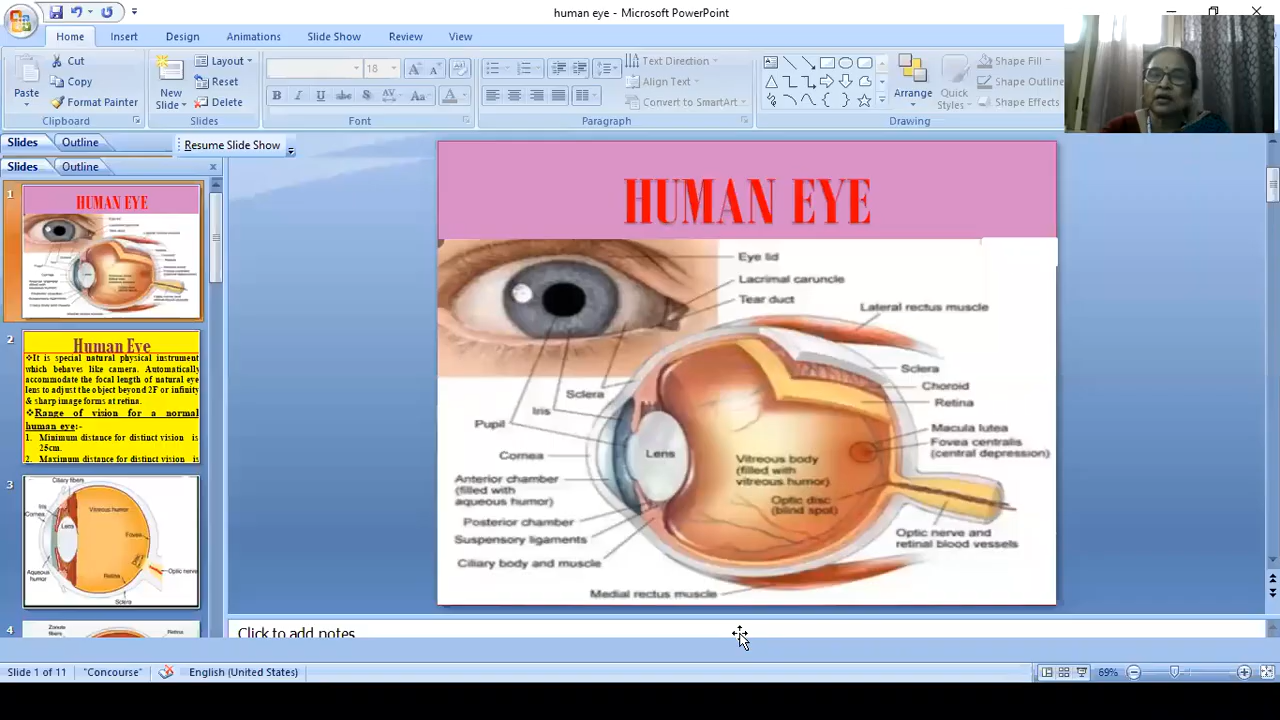 human eye - Microsoft PowerPoint
Home Insert Design Animations Slide Show Review View
Paste
Cut
Copy
Format Painter
Clipboard
New
Slide
Layout
Reset
Delete
Slides
18
B I U S AV Aa A
Font
Text Direction
Align Text
Convert to SmartArt
Paragraph
Arrange
Quick
Styles
Shape Fill
Shape Outline
Shape Effects
Drawing
Slides Outline
Resume Slide Show
Slides Outline
1
HUMAN EYE
2
Human Eye
It is special natural physical instrument
which behaves like camera. Automatically
accommodate the focal length of natural eye
lens to adjust the object beyond 2F or infinity
& sharp image forms at retina.
Range of vision for a normal
human eye:-
1. Minimum distance for distinct vision is
25cm.
2. Maximum distance for distinct vision is
3
Ciliary fibers
Iris
Cornea
Lens
Vitreous humor
Fovea
Aqueous
humor
Retina
Optic nerve
Sclera
4
Zonule
fibers
Retina
HUMAN EYE
Eye lid
Lacrimal caruncle
Tear duct
Lateral rectus muscle
Sclera
Choroid
Retina
Macula lutea
Fovea centralis
(central depression)
Sclera
Iris
Pupil
Cornea
Anterior chamber
(filled with
aqueous humor)
Posterior chamber
Suspensory ligaments
Ciliary body and muscle
Medial rectus muscle
Lens
Vitreous body
(filled with
vitreous humor)
Optic disc
(blind spot)
Optic nerve and
retinal blood vessels
Click to add notes
Slide 1 of 11 "Concourse" English (United States) 69%